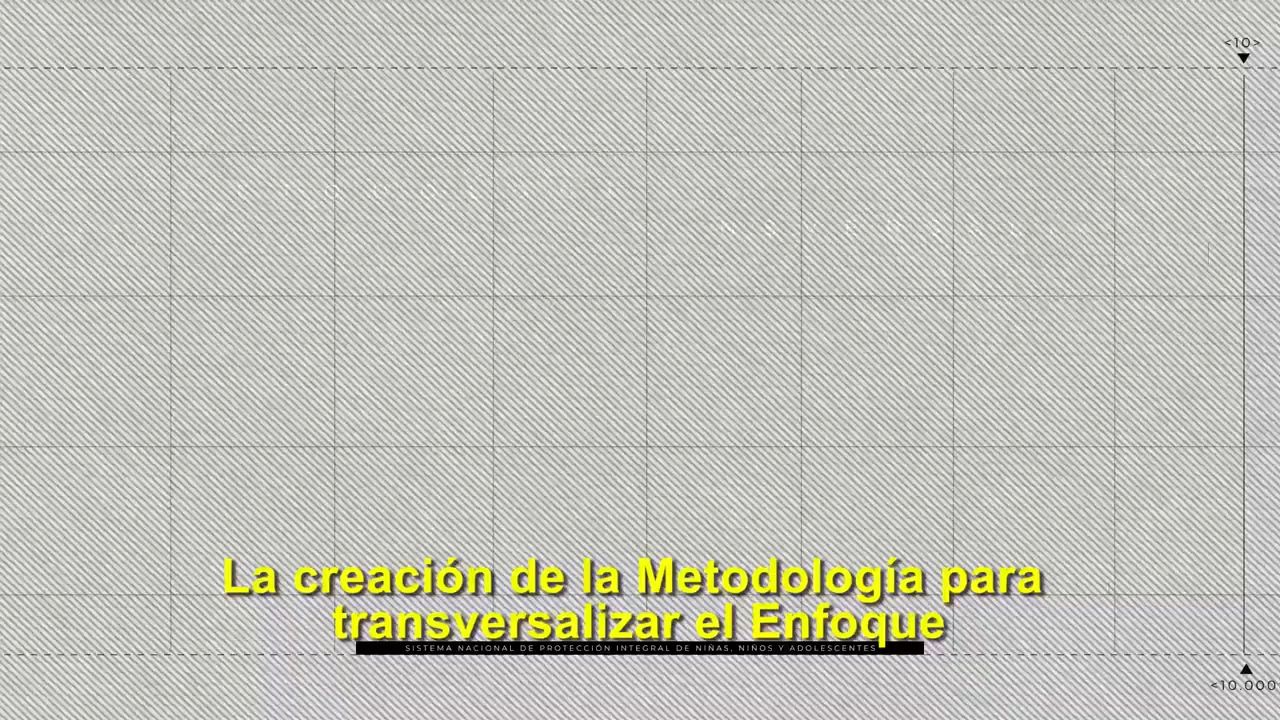 <10>
La creación de la Metodología para
transversalizar el Enfoque
SISTEMA NACIONAL DE PROTECCIÓN INTEGRAL DE NIÑAS, NIÑOS Y ADOLESCENTES
<10.000